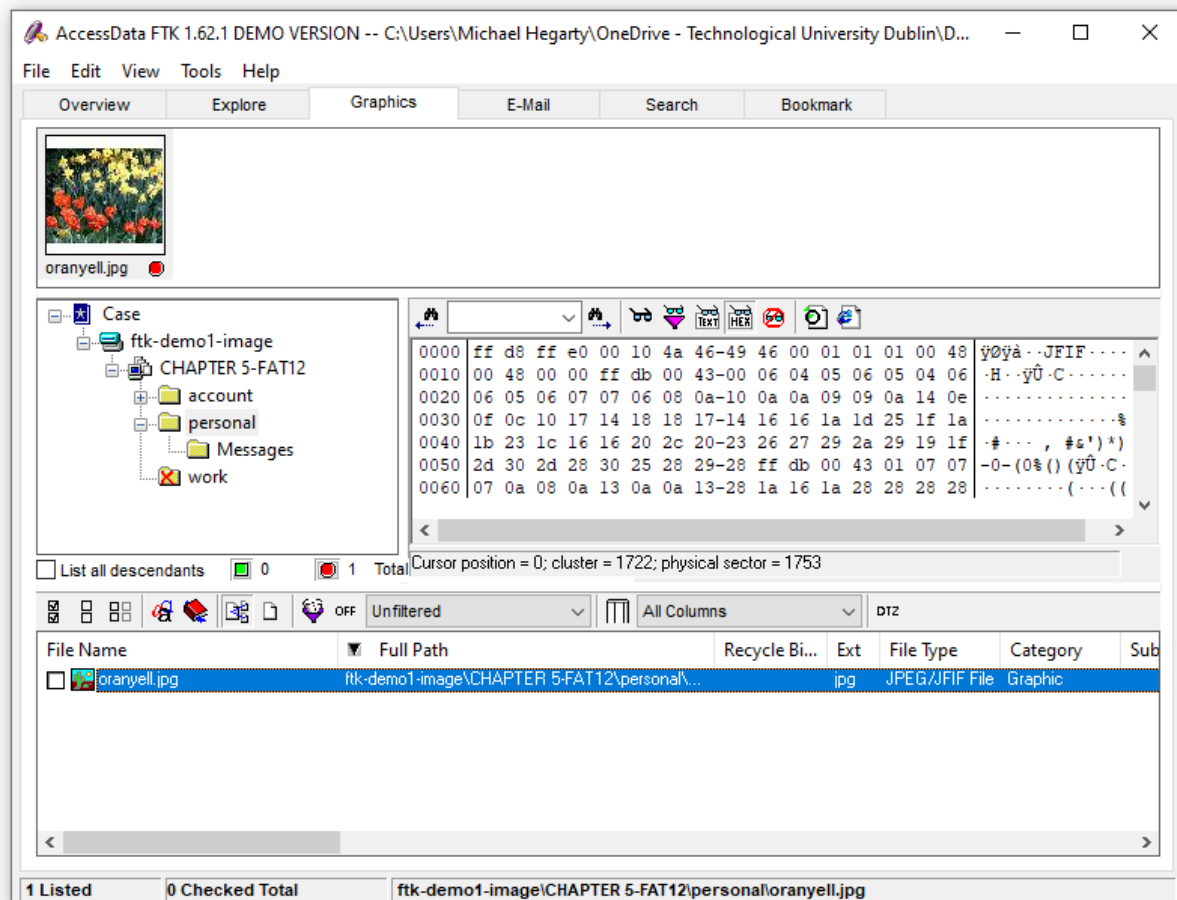 AccessData FTK 1.62.1 DEMO VERSION -- C:\Users\Michael Hegarty\OneDrive - Technological University Dublin\D...
File Edit View Tools Help
Overview Explore Graphics E-Mail Search Bookmark
oranyell.jpg
Case
ftk-demo1-image
CHAPTER 5-FAT12
account
personal
Messages
work
TEXT HEX
0000 ff d8 ff e0 00 10 4a 46-49 46 00 01 01 01 00 48 ÿØÿà··JFIF····
0010 00 48 00 00 ff db 00 43-00 06 04 05 06 05 04 06 ·H··ÿÛ·C······
0020 06 05 06 07 07 06 08 0a-10 0a 0a 09 09 0a 14 0e ··············
0030 0f 0c 10 17 14 18 18 17-14 16 16 1a 1d 25 1f 1a ·············%
0040 1b 23 1c 16 16 20 2c 20-23 26 27 29 2a 29 19 1f ·#··· , #&')*)
0050 2d 30 2d 28 30 25 28 29-28 ff db 00 43 01 07 07 -0-(0%()(ÿÛ·C·
0060 07 0a 08 0a 13 0a 0a 13-28 1a 16 1a 28 28 28 28 ········(···((
Cursor position = 0; cluster = 1722; physical sector = 1753
List all descendants 0 1 Total
OFF Unfiltered All Columns DTZ
File Name Full Path Recycle Bi... Ext File Type Category Sub
oranyell.jpg ftk-demo1-image\CHAPTER 5-FAT12\personal\... jpg JPEG/JFIF File Graphic
1 Listed 0 Checked Total ftk-demo1-image\CHAPTER 5-FAT12\personal\oranyell.jpg